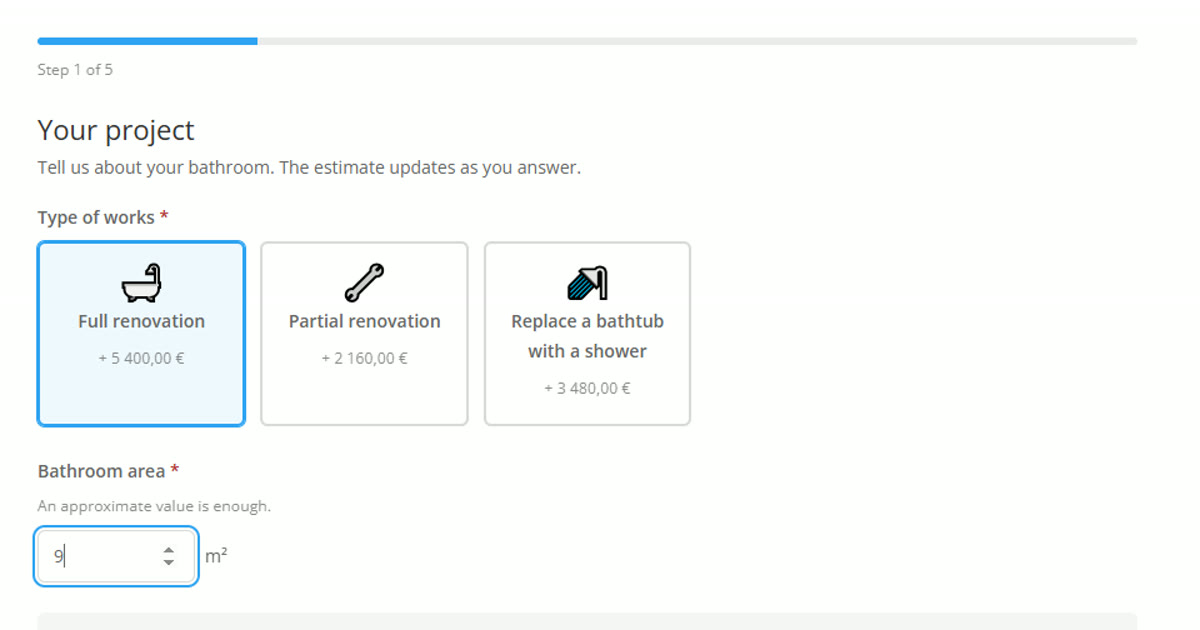 Step 1 of 5
Your project
Tell us about your bathroom. The estimate updates as you answer.
Type of works *
Full renovation
+ 5 400,00 €
Partial renovation
+ 2 160,00 €
Replace a bathtub
with a shower
+ 3 480,00 €
Bathroom area *
An approximate value is enough.
9 m²